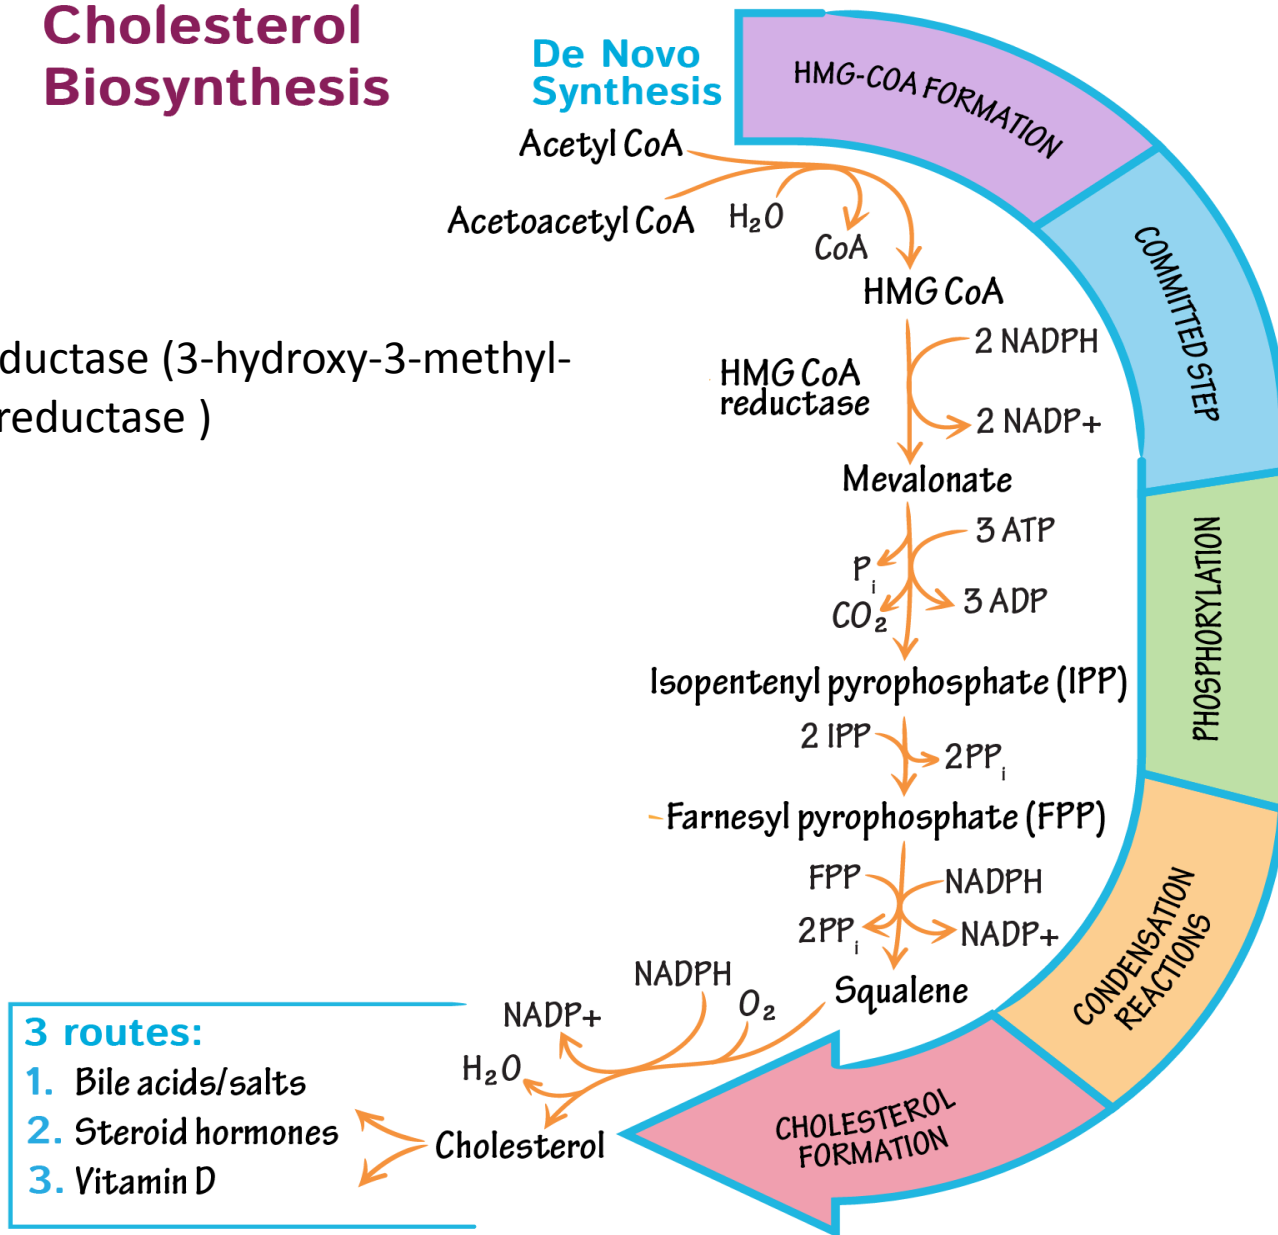 Cholesterol
Biosynthesis
De Novo
Synthesis
HMG-COA FORMATION
Acetyl CoA
Acetoacetyl CoA
H₂O
CoA
HMG CoA
COMMITTED STEP
ductase (3-hydroxy-3-methyl-
reductase )
2 NADPH
HMG CoA
reductase
2 NADP+
Mevalonate
3 ATP
Pi
3 ADP
CO₂
PHOSPHORYLATION
Isopentenyl pyrophosphate (IPP)
2 IPP
2PPi
Farnesyl pyrophosphate (FPP)
FPP
NADPH
2PPi
NADP+
CONDENSATION
REACTIONS
Squalene
NADPH
O₂
NADP+
H₂O
Cholesterol
CHOLESTEROL
FORMATION
3 routes:
1. Bile acids/salts
2. Steroid hormones
3. Vitamin D